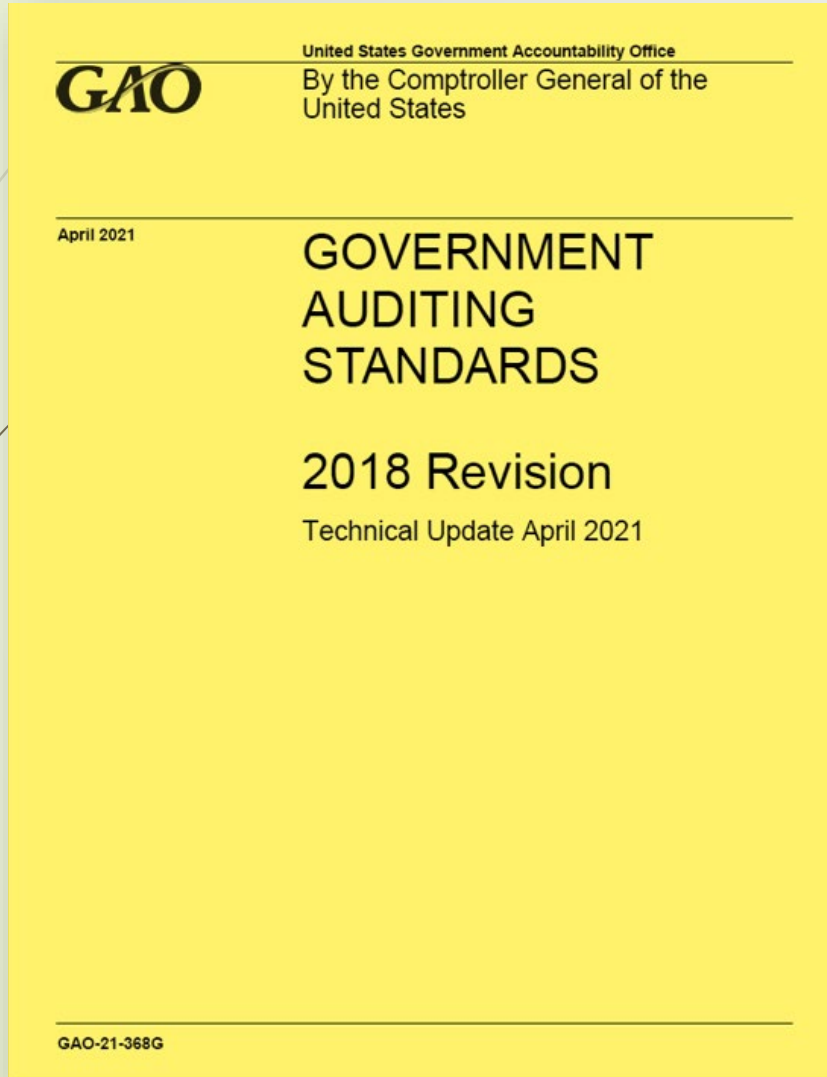 United States Government Accountability Office
GAO
By the Comptroller General of the
United States
April 2021
GOVERNMENT
AUDITING
STANDARDS
2018 Revision
Technical Update April 2021
GAO-21-368G